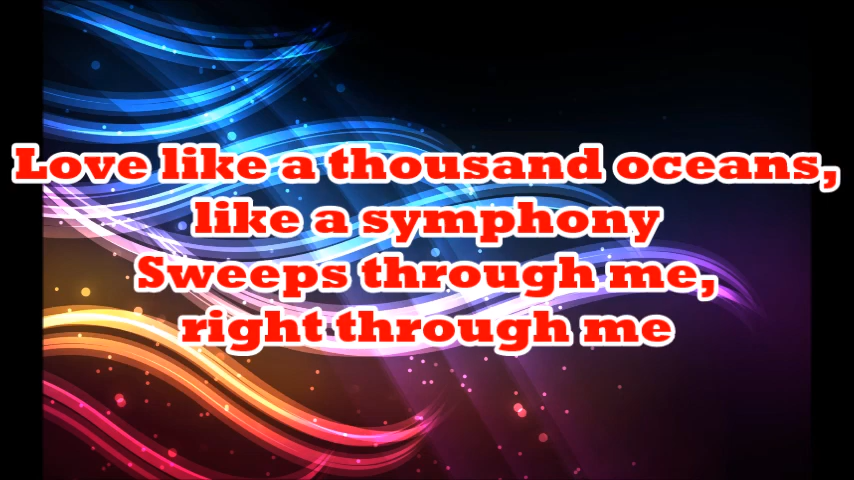 Love like a thousand oceans,
like a symphony
Sweeps through me,
right through me